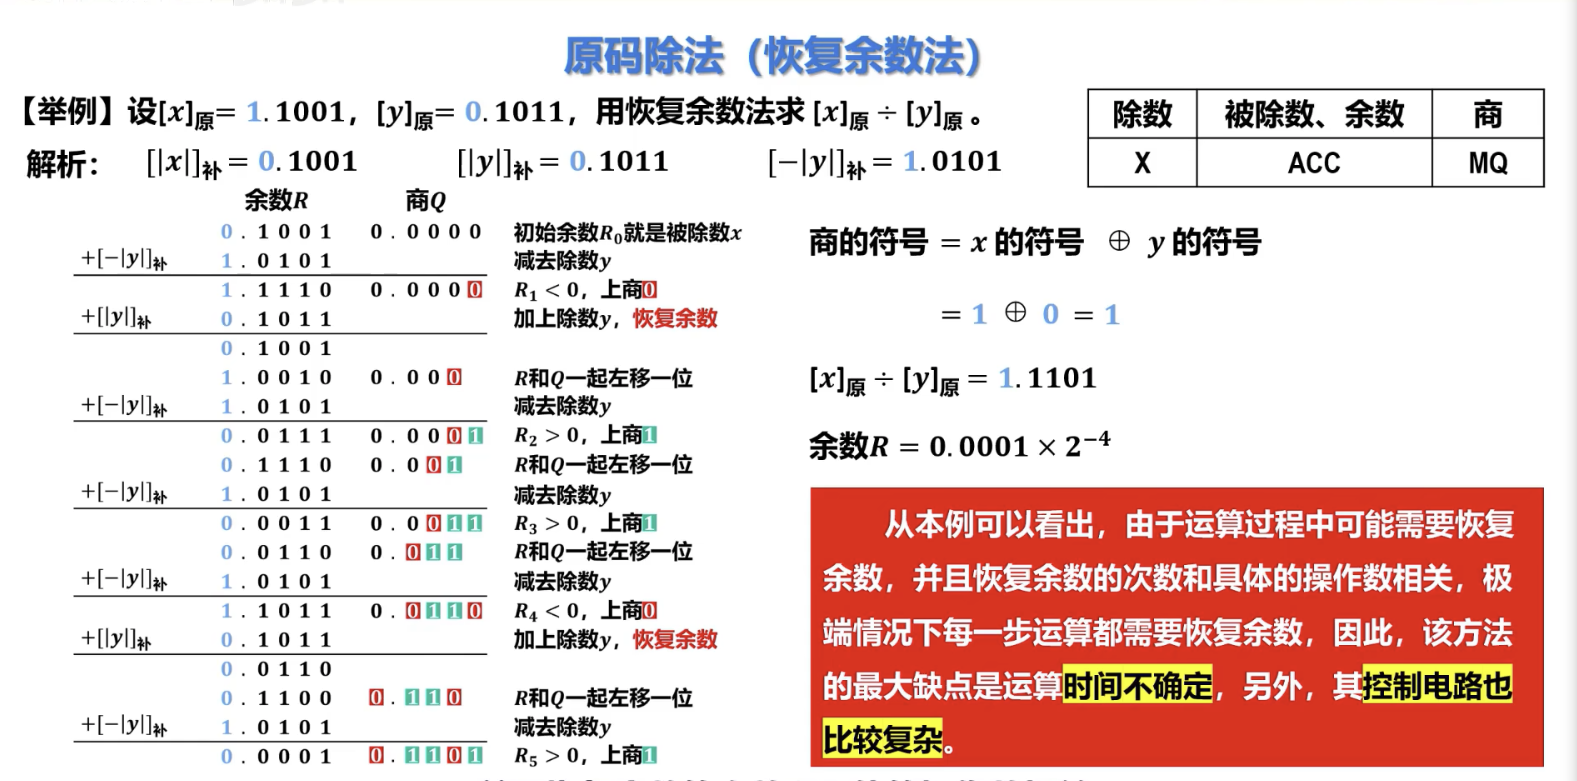 原码除法（恢复余数法）
【举例】设[x]原= 1.1001，[y]原= 0.1011，用恢复余数法求 [x]原 ÷ [y]原 。
除数 被除数、余数 商
X ACC MQ
解析： [|x|]补 = 0.1001 [|y|]补 = 0.1011 [−|y|]补 = 1.0101
余数R 商Q
0.1001 0.0000 初始余数R0就是被除数x
+[−|y|]补 1.0101 减去除数y
1.1110 0.0000 R1 < 0，上商0
+[|y|]补 0.1011 加上除数y，恢复余数
0.1001
1.0010 0.000 R和Q一起左移一位
+[−|y|]补 1.0101 减去除数y
0.0111 0.0001 R2 > 0，上商1
0.1110 0.001 R和Q一起左移一位
+[−|y|]补 1.0101 减去除数y
0.0011 0.0011 R3 > 0，上商1
0.0110 0.011 R和Q一起左移一位
+[−|y|]补 1.0101 减去除数y
1.1011 0.0110 R4 < 0，上商0
+[|y|]补 0.1011 加上除数y，恢复余数
0.0110
0.1100 0.110 R和Q一起左移一位
+[−|y|]补 1.0101 减去除数y
0.0001 0.1101 R5 > 0，上商1
商的符号 = x 的符号 ⊕ y 的符号
= 1 ⊕ 0 = 1
[x]原 ÷ [y]原 = 1.1101
余数R = 0.0001 × 2⁻⁴
从本例可以看出，由于运算过程中可能需要恢复
余数，并且恢复余数的次数和具体的操作数相关，极
端情况下每一步运算都需要恢复余数，因此，该方法
的最大缺点是运算时间不确定，另外，其控制电路也
比较复杂。